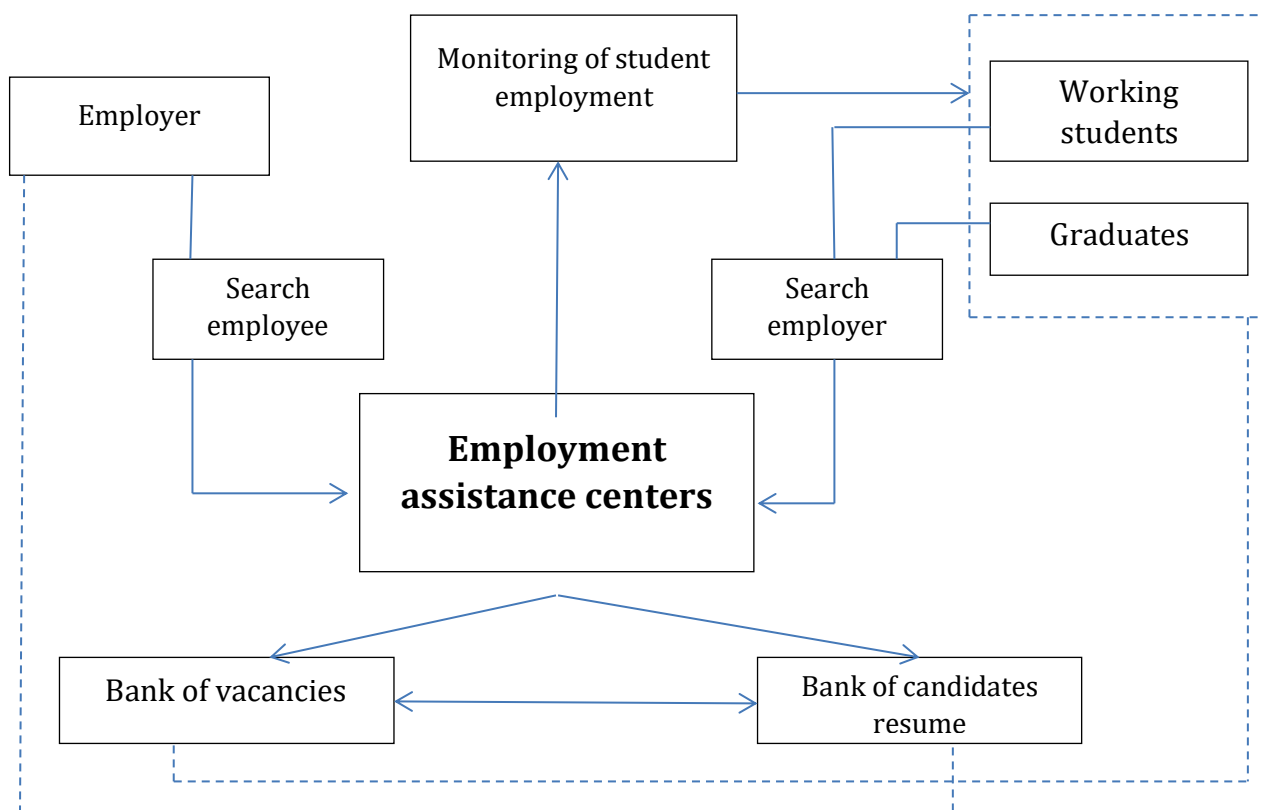 Monitoring of student
employment
Employer
Working
students
Graduates
Search
employee
Search
employer
Employment
assistance centers
Bank of vacancies
Bank of candidates
resume